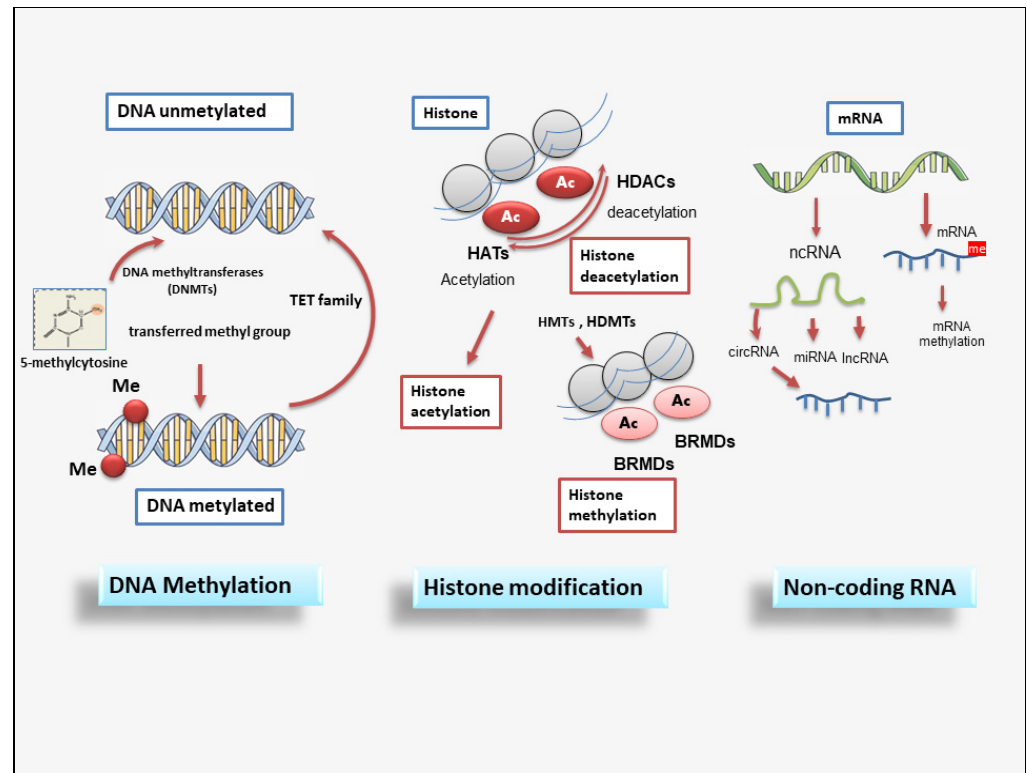 DNA unmetylated
DNA methyltransferases
(DNMTs)
TET family
transferred methyl group
5-methylcytosine
Me
Me
DNA metylated
DNA Methylation
Histone
Ac
Ac
HDACs
deacetylation
HATs
Acetylation
Histone
deacetylation
HMTs , HDMTs
Histone
acetylation
Ac
Ac
BRMDs
BRMDs
Histone
methylation
Histone modification
mRNA
ncRNA
mRNA
me
circRNA
miRNA
lncRNA
mRNA
methylation
Non-coding RNA